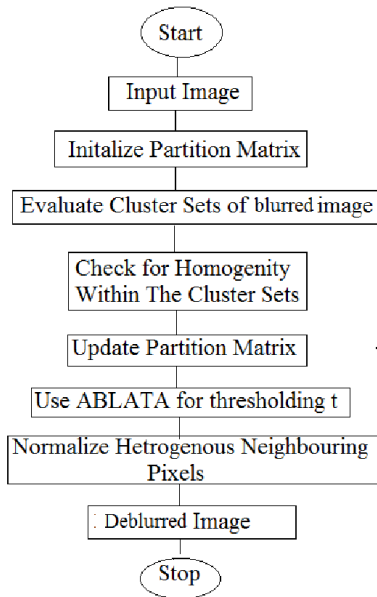 Start
Input Image
Initalize Partition Matrix
Evaluate Cluster Sets of blurred image
Check for Homogenity
Within The Cluster Sets
Update Partition Matrix
Use ABLATA for thresholding t
Normalize Hetrogenous Neighbouring
Pixels
Deblurred Image
Stop